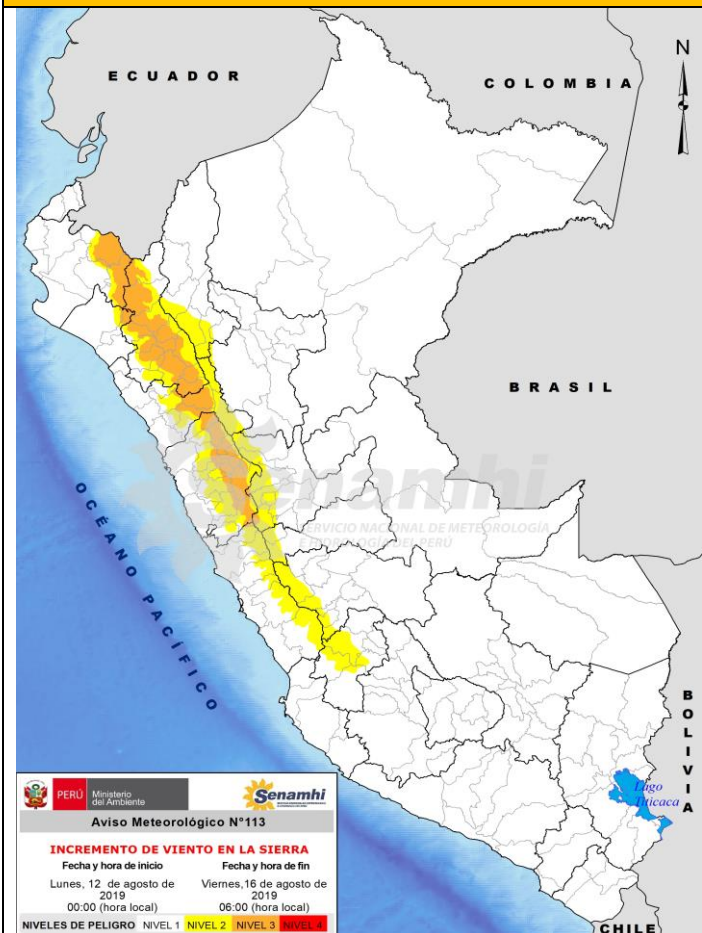 ECUADOR
COLOMBIA
N
BRASIL
Senamhi
SERVICIO NACIONAL DE METEOROLOGÍA
E HIDROLOGÍA DEL PERÚ
OCÉANO PACÍFICO
BOLIVIA
Lago
Titicaca
CHILE
PERÚ Ministerio
del Ambiente
Senamhi
Aviso Meteorológico N°113
INCREMENTO DE VIENTO EN LA SIERRA
Fecha y hora de inicio Fecha y hora de fin
Lunes, 12 de agosto de Viernes,16 de agosto de
2019 2019
00:00 (hora local) 06:00 (hora local)
NIVELES DE PELIGRO NIVEL 1 NIVEL 2 NIVEL 3 NIVEL 4